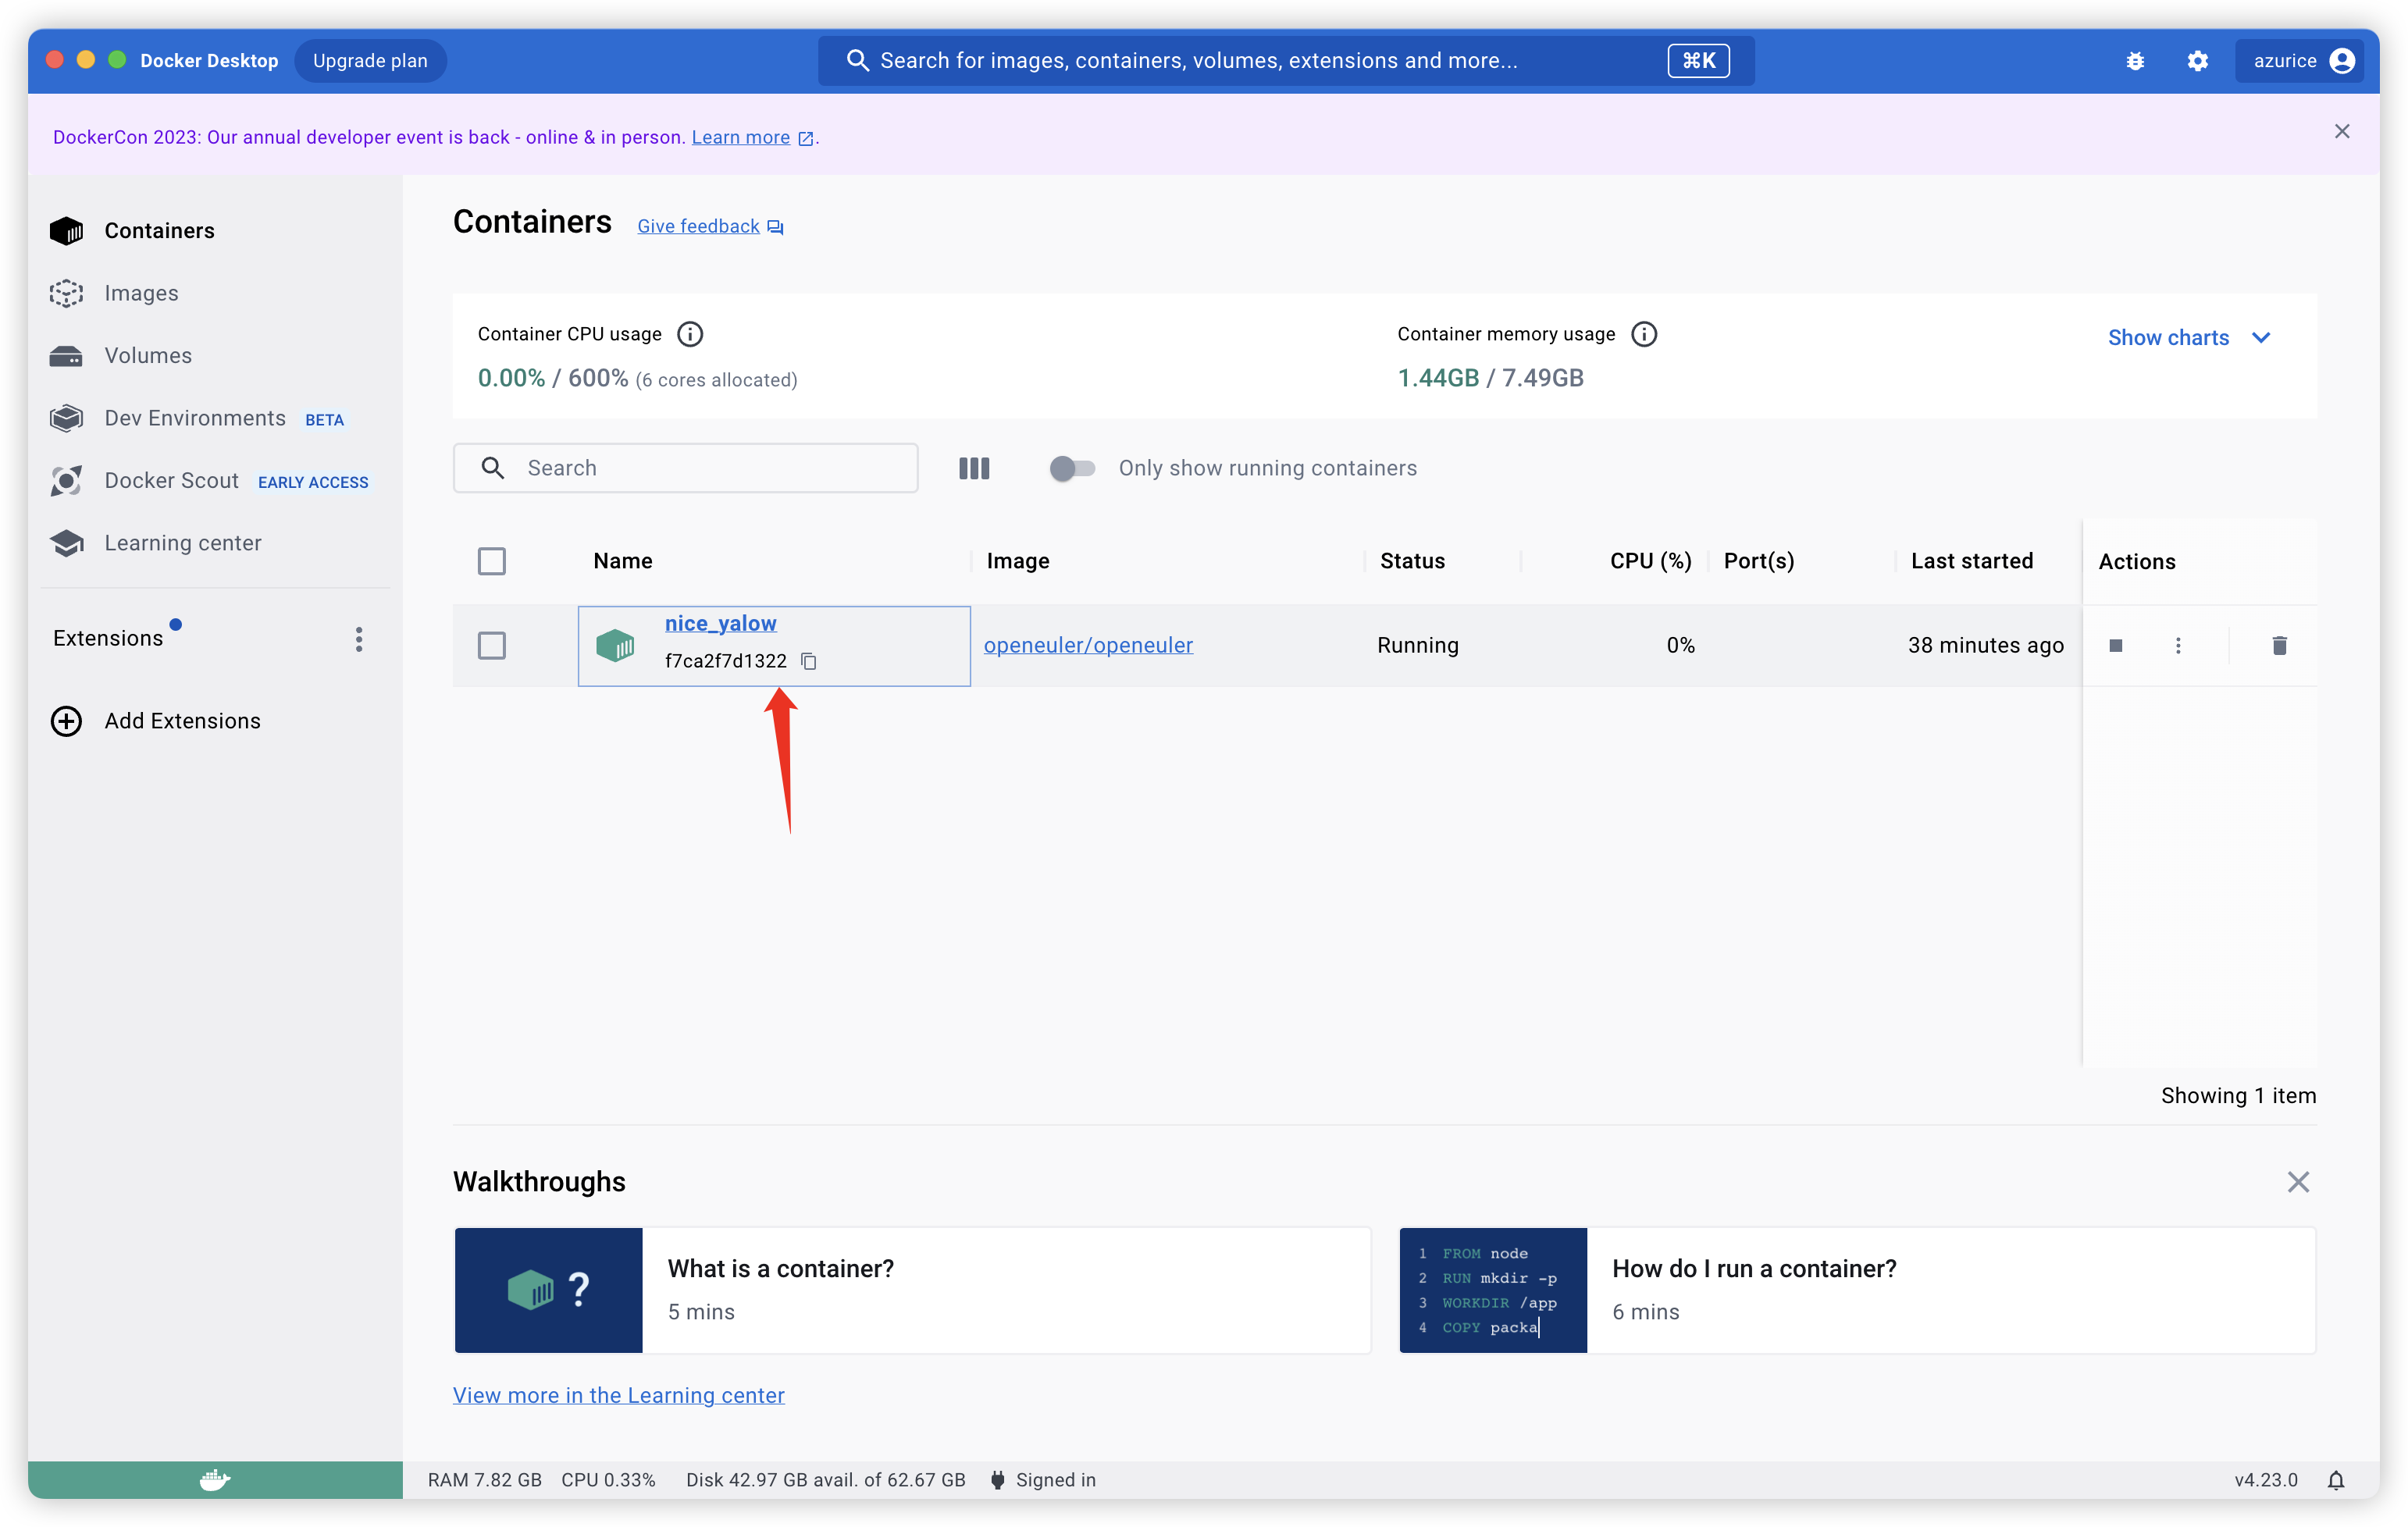 Docker Desktop Upgrade plan Search for images, containers, volumes, extensions and more... ⌘K azurice
DockerCon 2023: Our annual developer event is back - online & in person. Learn more .
Containers
Images
Volumes
Dev Environments BETA
Docker Scout EARLY ACCESS
Learning center
Extensions
Add Extensions
Containers Give feedback
Container CPU usage
0.00% / 600% (6 cores allocated)
Container memory usage
1.44GB / 7.49GB
Show charts
Search
Only show running containers
Name Image Status CPU (%) Port(s) Last started Actions
nice_yalow
f7ca2f7d1322
openeuler/openeuler Running 0% 38 minutes ago
Showing 1 item
Walkthroughs
?
What is a container?
5 mins
1 FROM node
2 RUN mkdir -p
3 WORKDIR /app
4 COPY packa
How do I run a container?
6 mins
View more in the Learning center
RAM 7.82 GB CPU 0.33% Disk 42.97 GB avail. of 62.67 GB Signed in v4.23.0